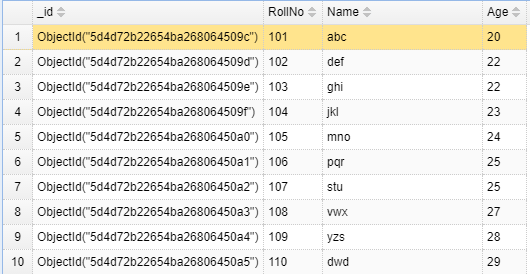 _id RollNo Name Age
1 ObjectId("5d4d72b22654ba268064509c") 101 abc 20
2 ObjectId("5d4d72b22654ba268064509d") 102 def 22
3 ObjectId("5d4d72b22654ba268064509e") 103 ghi 22
4 ObjectId("5d4d72b22654ba268064509f") 104 jkl 23
5 ObjectId("5d4d72b22654ba26806450a0") 105 mno 24
6 ObjectId("5d4d72b22654ba26806450a1") 106 pqr 25
7 ObjectId("5d4d72b22654ba26806450a2") 107 stu 25
8 ObjectId("5d4d72b22654ba26806450a3") 108 vwx 27
9 ObjectId("5d4d72b22654ba26806450a4") 109 yzs 28
10 ObjectId("5d4d72b22654ba26806450a5") 110 dwd 29